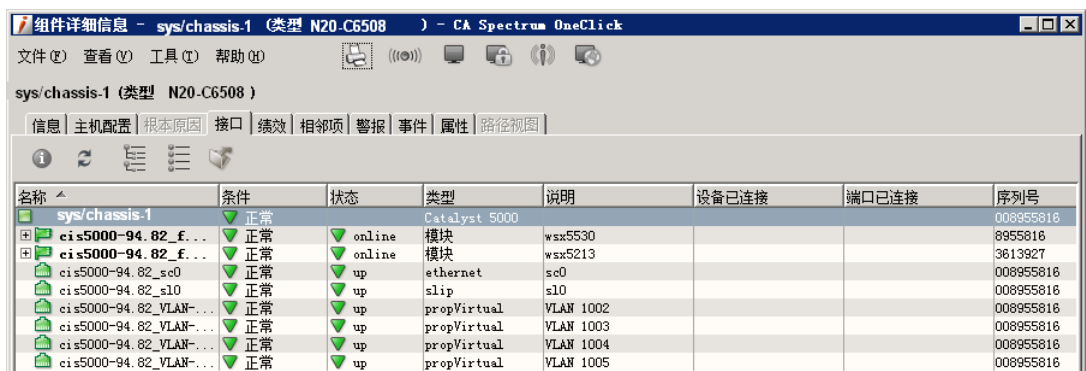 组件详细信息 - sys/chassis-1 (类型 N20-C6508 ) - CA Spectrum OneClick
文件(F) 查看(V) 工具(T) 帮助(H)
sys/chassis-1 (类型 N20-C6508 )
信息 主机配置 根本原因 接口 绩效 相邻项 警报 事件 属性 路径视图
名称 条件 状态 类型 说明 设备已连接 端口已连接 序列号
sys/chassis-1 正常 Catalyst 5000 008955816
cis5000-94.82_f... 正常 online 模块 wsx5530 8955816
cis5000-94.82_f... 正常 online 模块 wsx5213 3613927
cis5000-94.82_sc0 正常 up ethernet sc0 008955816
cis5000-94.82_sl0 正常 up slip sl0 008955816
cis5000-94.82_VLAN-... 正常 up propVirtual VLAN 1002 008955816
cis5000-94.82_VLAN-... 正常 up propVirtual VLAN 1003 008955816
cis5000-94.82_VLAN-... 正常 up propVirtual VLAN 1004 008955816
cis5000-94.82_VLAN-... 正常 up propVirtual VLAN 1005 008955816